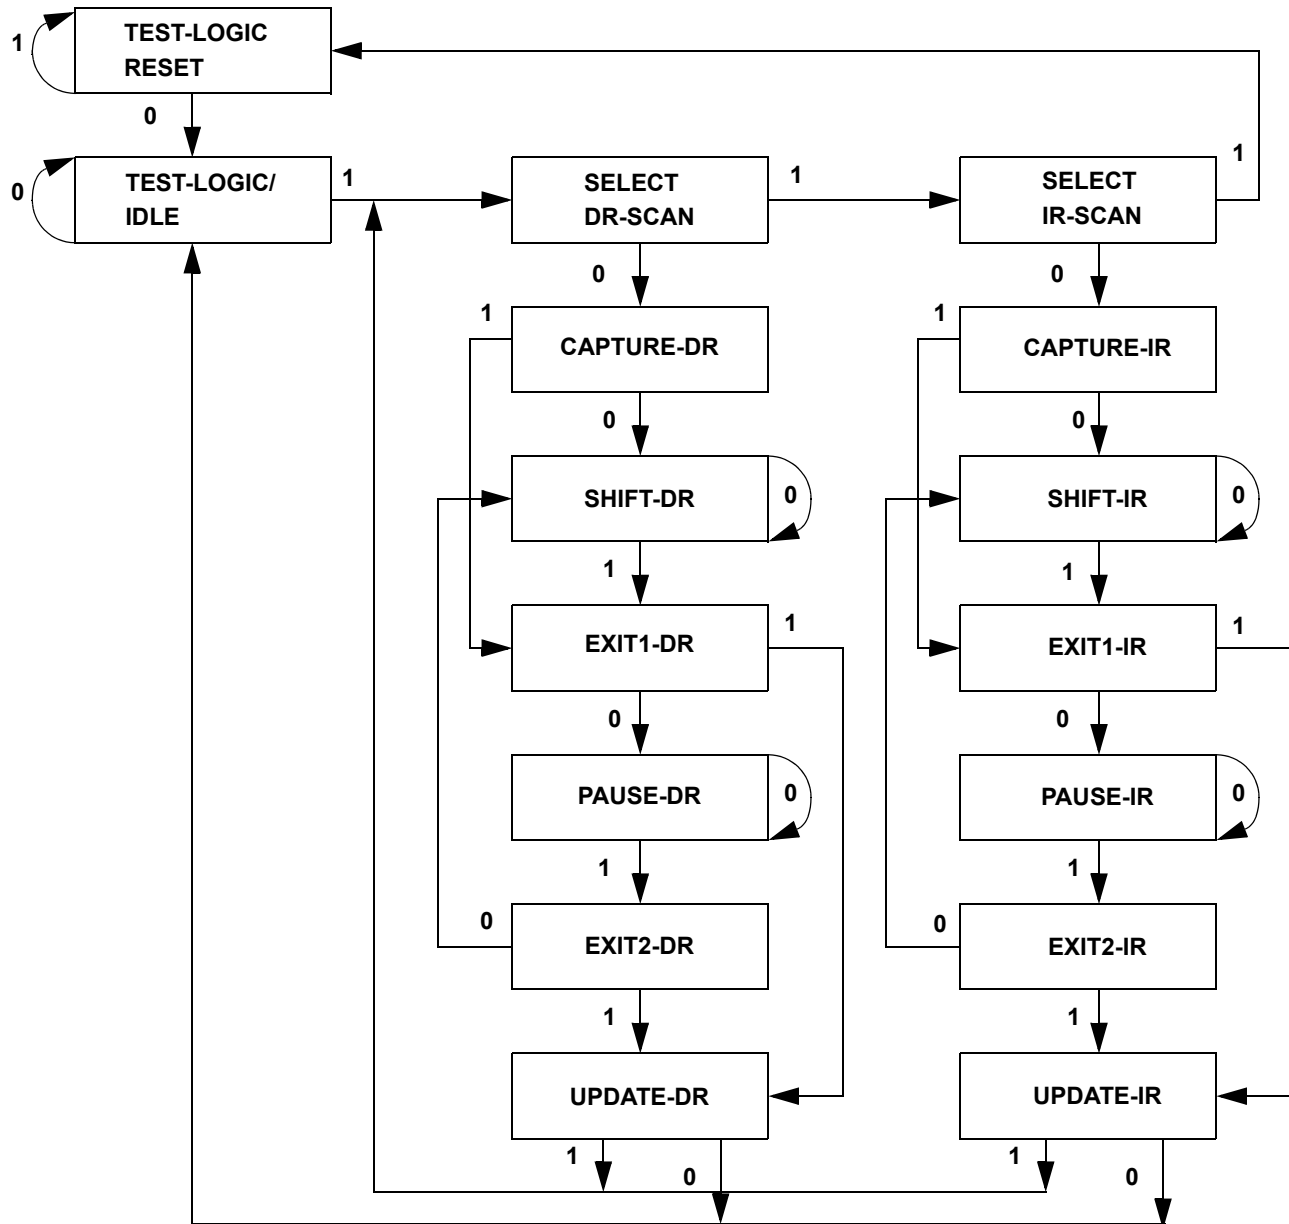 TEST-LOGIC
RESET
1
0
TEST-LOGIC/
IDLE
0
1
SELECT
DR-SCAN
1
SELECT
IR-SCAN
1
0
0
1
CAPTURE-DR
1
CAPTURE-IR
0
0
SHIFT-DR
0
SHIFT-IR
0
1
1
EXIT1-DR
1
EXIT1-IR
1
0
0
PAUSE-DR
0
PAUSE-IR
0
1
1
0
EXIT2-DR
0
EXIT2-IR
1
1
UPDATE-DR
UPDATE-IR
1
0
1
0